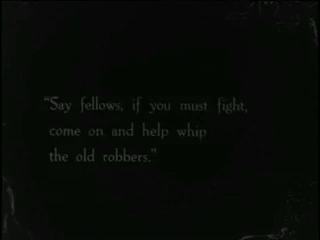 "Say fellows, if you must fight,
come on and help whip
the old robbers."